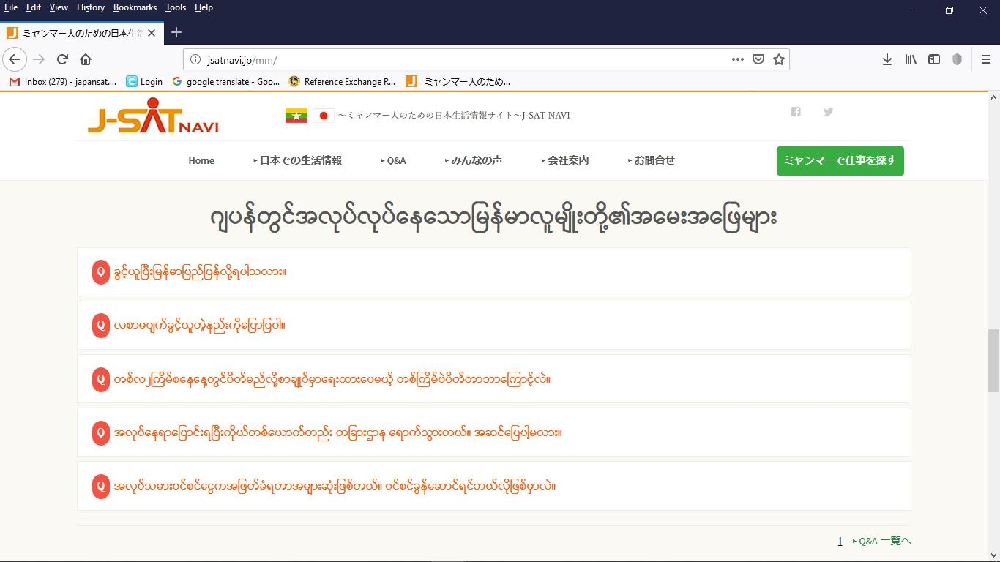 File Edit View History Bookmarks Tools Help
ミャンマー人のための日本生活
jsatnavi.jp/mm/
Inbox (279) - japansat.... Login google translate - Goo... Reference Exchange R... ミャンマー人のため...
J-SAT NAVI ～ミャンマー人のための日本生活情報サイト～J-SAT NAVI
Home 日本での生活情報 Q&A みんなの声 会社案内 お問合せ ミャンマーで仕事を探す
ဂျပန်တွင်အလုပ်လုပ်နေသောမြန်မာလူမျိုးတို့၏အမေးအဖြေများ
Q ခွင့်ယူပြီးမြန်မာပြည်ပြန်လို့ရပါသလား။
Q လစာမပျက်ခွင့်ယူတဲ့နည်းကိုပြောပြပါ။
Q တစ်လ၂ကြိမ်စနေနေ့တွင်ပိတ်မည်လို့စာချုပ်မှာရေးထားပေမယ့် တစ်ကြိမ်ပဲပိတ်တာဘာကြောင့်လဲ။
Q အလုပ်နေရာပြောင်းရပြီးကိုယ်တစ်ယောက်တည်း တခြားဌာန ရောက်သွားတယ်။ အဆင်ပြေပါ့မလား။
Q အလုပ်သမားပင်စင်ငွေကအဖြတ်ခံရတာအများဆုံးဖြစ်တယ်။ ပင်စင်ခွန်ဆောင်ရင်ဘယ်လိုဖြစ်မှာလဲ။
1 Q&A 一覧へ